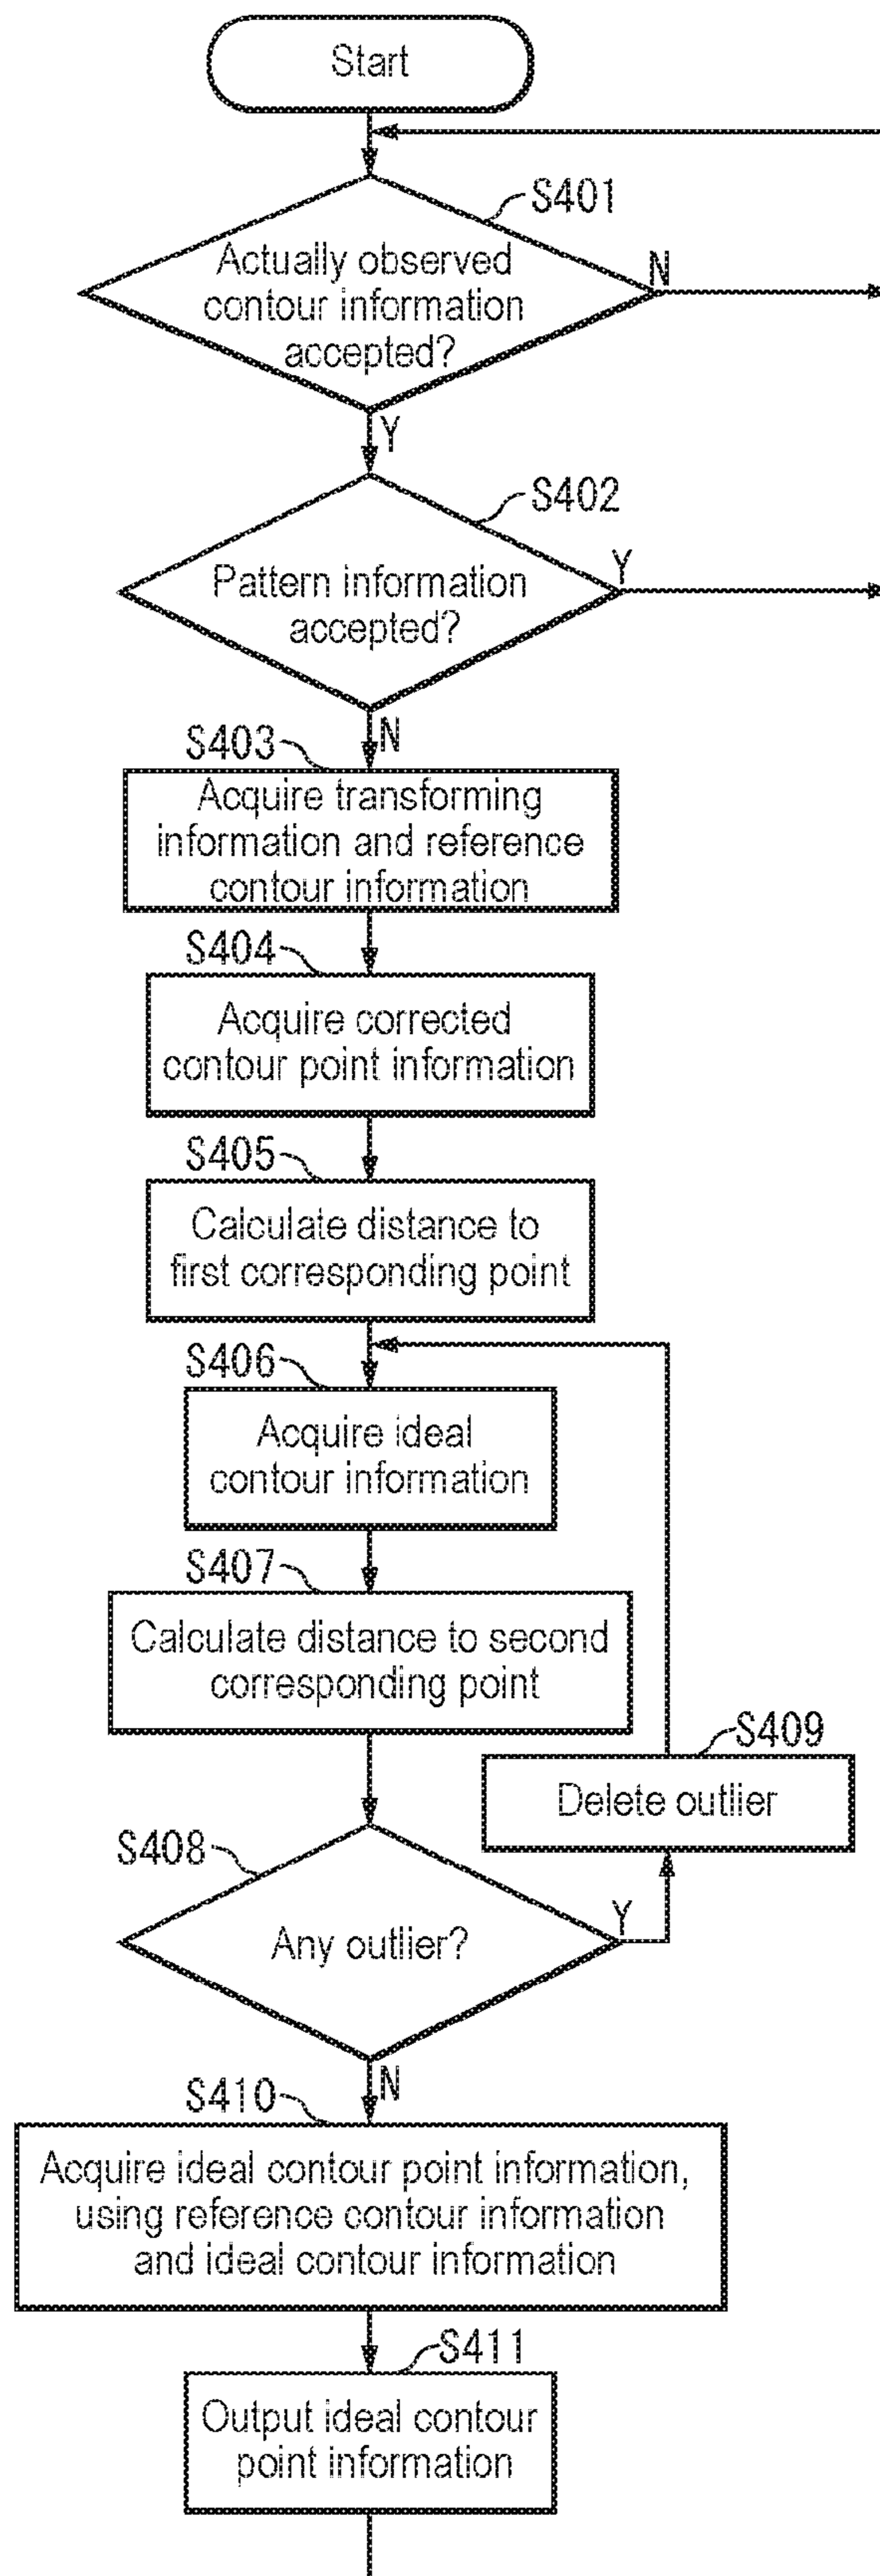 Start
S401
Actually observed
contour information
accepted?
N
Y
S402
Pattern information
accepted?
Y
N
S403
Acquire transforming
information and reference
contour information
S404
Acquire corrected
contour point information
S405
Calculate distance to
first corresponding point
S406
Acquire ideal
contour information
S407
Calculate distance to second
corresponding point
S409
Delete outlier
S408
Any outlier?
Y
N
S410
Acquire ideal contour point information,
using reference contour information
and ideal contour information
S411
Output ideal contour
point information